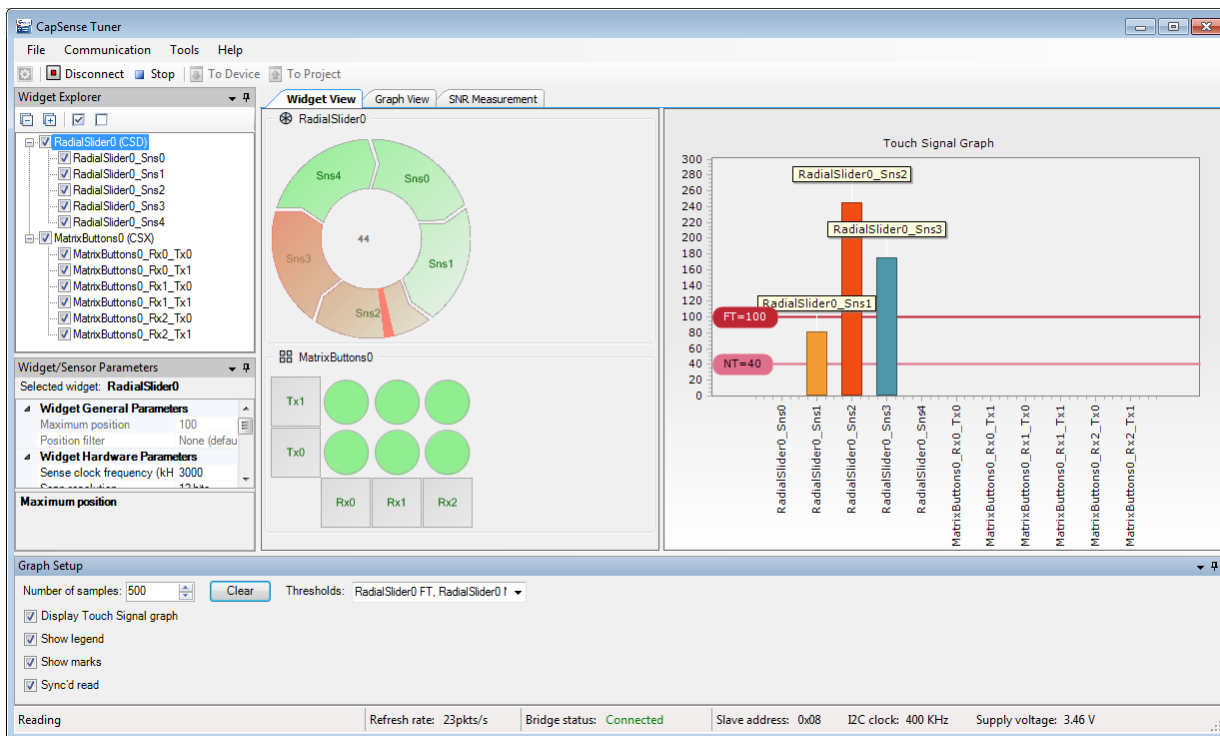 CapSense Tuner
File Communication Tools Help
Disconnect Stop To Device To Project
Widget Explorer
RadialSlider0 (CSD)
RadialSlider0_Sns0
RadialSlider0_Sns1
RadialSlider0_Sns2
RadialSlider0_Sns3
RadialSlider0_Sns4
MatrixButtons0 (CSX)
MatrixButtons0_Rx0_Tx0
MatrixButtons0_Rx0_Tx1
MatrixButtons0_Rx1_Tx0
MatrixButtons0_Rx1_Tx1
MatrixButtons0_Rx2_Tx0
MatrixButtons0_Rx2_Tx1
Widget/Sensor Parameters
Selected widget: RadialSlider0
Widget General Parameters
Maximum position 100
Position filter None (defau
Widget Hardware Parameters
Sense clock frequency (kH 3000
Maximum position
Widget View Graph View SNR Measurement
RadialSlider0
Sns4
Sns0
Sns3
44
Sns1
Sns2
MatrixButtons0
Tx1
Tx0
Rx0 Rx1 Rx2
Touch Signal Graph
300
280
260
240
220
200
180
160
140
120
100
80
60
40
20
0
RadialSlider0_Sns2
RadialSlider0_Sns3
RadialSlider0_Sns1
FT=100
NT=40
RadialSlider0_Sns0
RadialSlider0_Sns1
RadialSlider0_Sns2
RadialSlider0_Sns3
RadialSlider0_Sns4
MatrixButtons0_Rx0_Tx0
MatrixButtons0_Rx0_Tx1
MatrixButtons0_Rx1_Tx0
MatrixButtons0_Rx1_Tx1
MatrixButtons0_Rx2_Tx0
MatrixButtons0_Rx2_Tx1
Graph Setup
Number of samples: 500 Clear Thresholds: RadialSlider0 FT, RadialSlider0
Display Touch Signal graph
Show legend
Show marks
Sync'd read
Reading Refresh rate: 23pkts/s Bridge status: Connected Slave address: 0x08 I2C clock: 400 KHz Supply voltage: 3.46 V